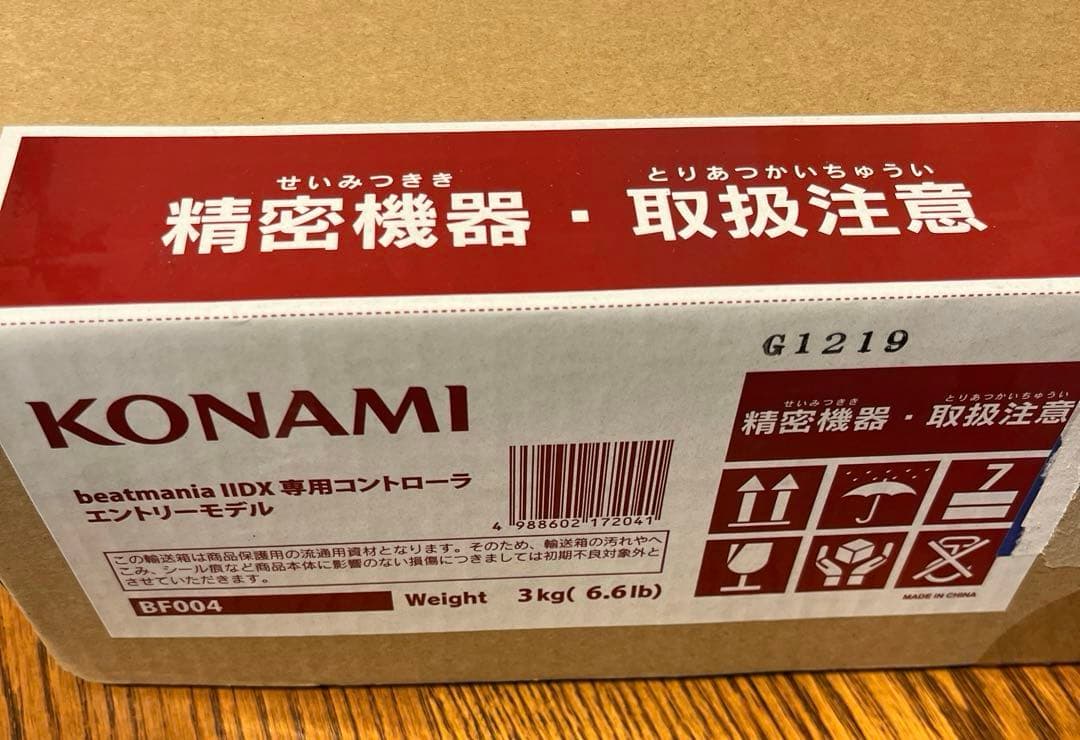 せいみつきき とりあつかいちゅうい
精密機器・取扱注意
G1219
せいみつきき とりあつかいちゅうい
精密機器・取扱注意
KONAMI
7
beatmania IIDX 専用コントローラ
エントリーモデル
4 988602 172041
この輸送箱は商品保護用の流通用資材となります。そのため、輸送箱の汚れやへ
こみ、シール痕など商品本体に影響のない損傷につきましては初期不良対象外と
させていただきます。
BF004 Weight 3kg( 6.6lb)
MADE IN CHINA